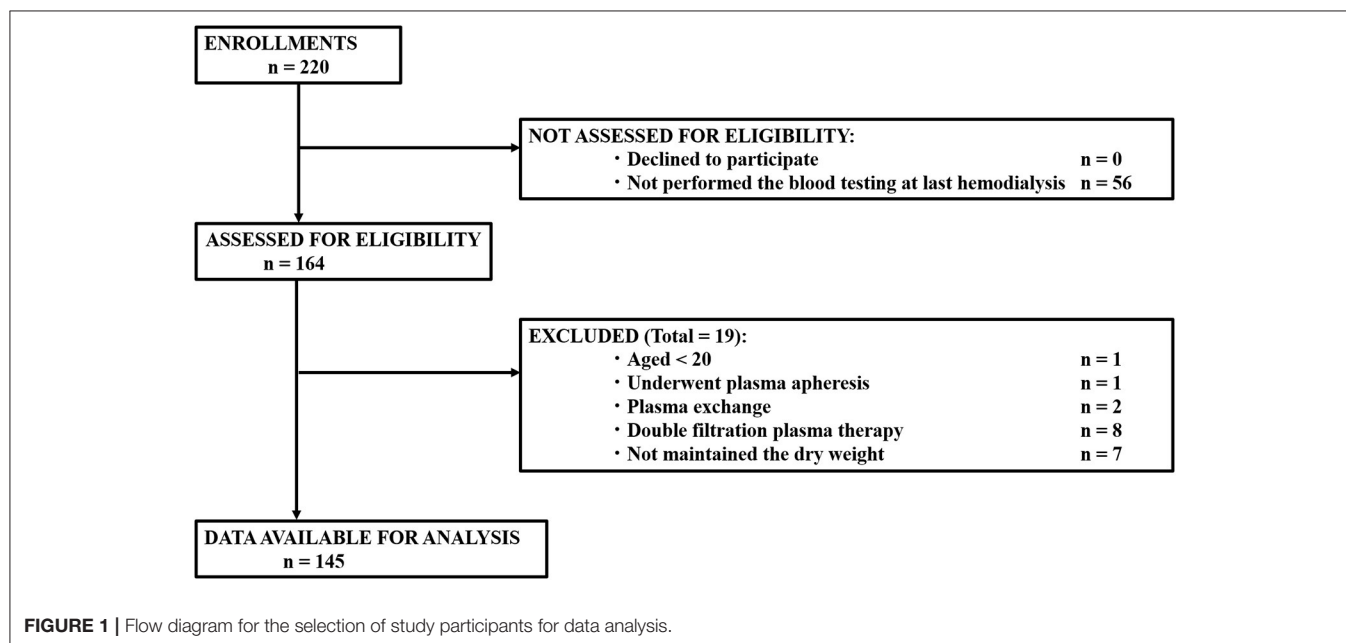 ENROLLMENTS
n = 220
NOT ASSESSED FOR ELIGIBILITY:
・Declined to participate n = 0
・Not performed the blood testing at last hemodialysis n = 56
ASSESSED FOR ELIGIBILITY
n = 164
EXCLUDED (Total = 19):
・Aged < 20 n = 1
・Underwent plasma apheresis n = 1
・Plasma exchange n = 2
・Double filtration plasma therapy n = 8
・Not maintained the dry weight n = 7
DATA AVAILABLE FOR ANALYSIS
n = 145
FIGURE 1 | Flow diagram for the selection of study participants for data analysis.